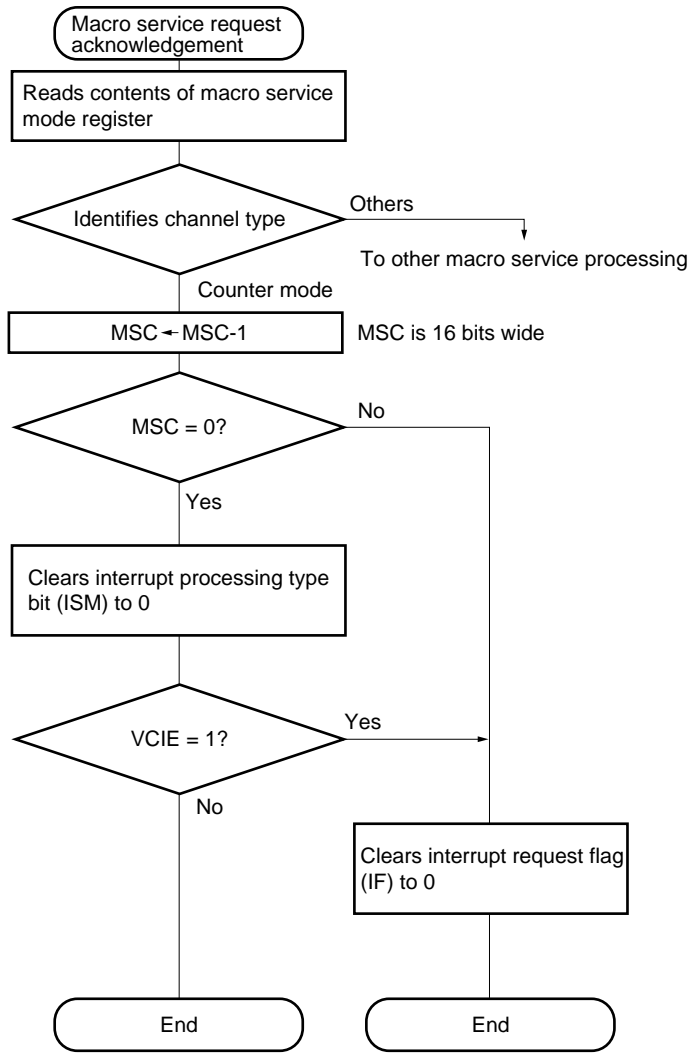 Macro service request
acknowledgement
Reads contents of macro service
mode register
Identifies channel type
Others
To other macro service processing
Counter mode
MSC ← MSC-1
MSC is 16 bits wide
MSC = 0?
No
Yes
Clears interrupt processing type
bit (ISM) to 0
VCIE = 1?
Yes
No
Clears interrupt request flag
(IF) to 0
End
End